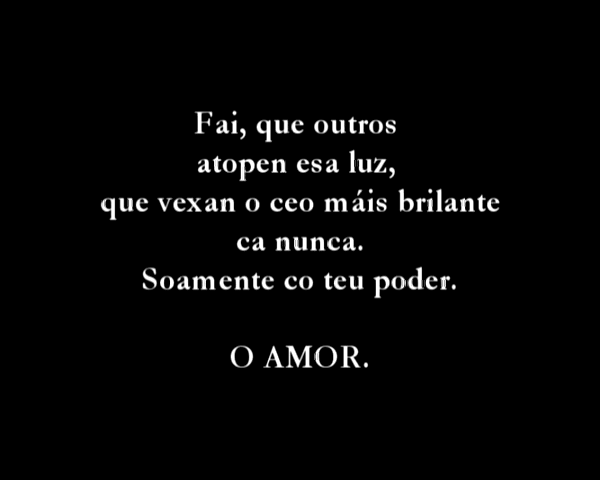 Fai, que outros
atopen esa luz,
que vexan o ceo máis brilante
ca nunca.
Soamente co teu poder.
O AMOR.